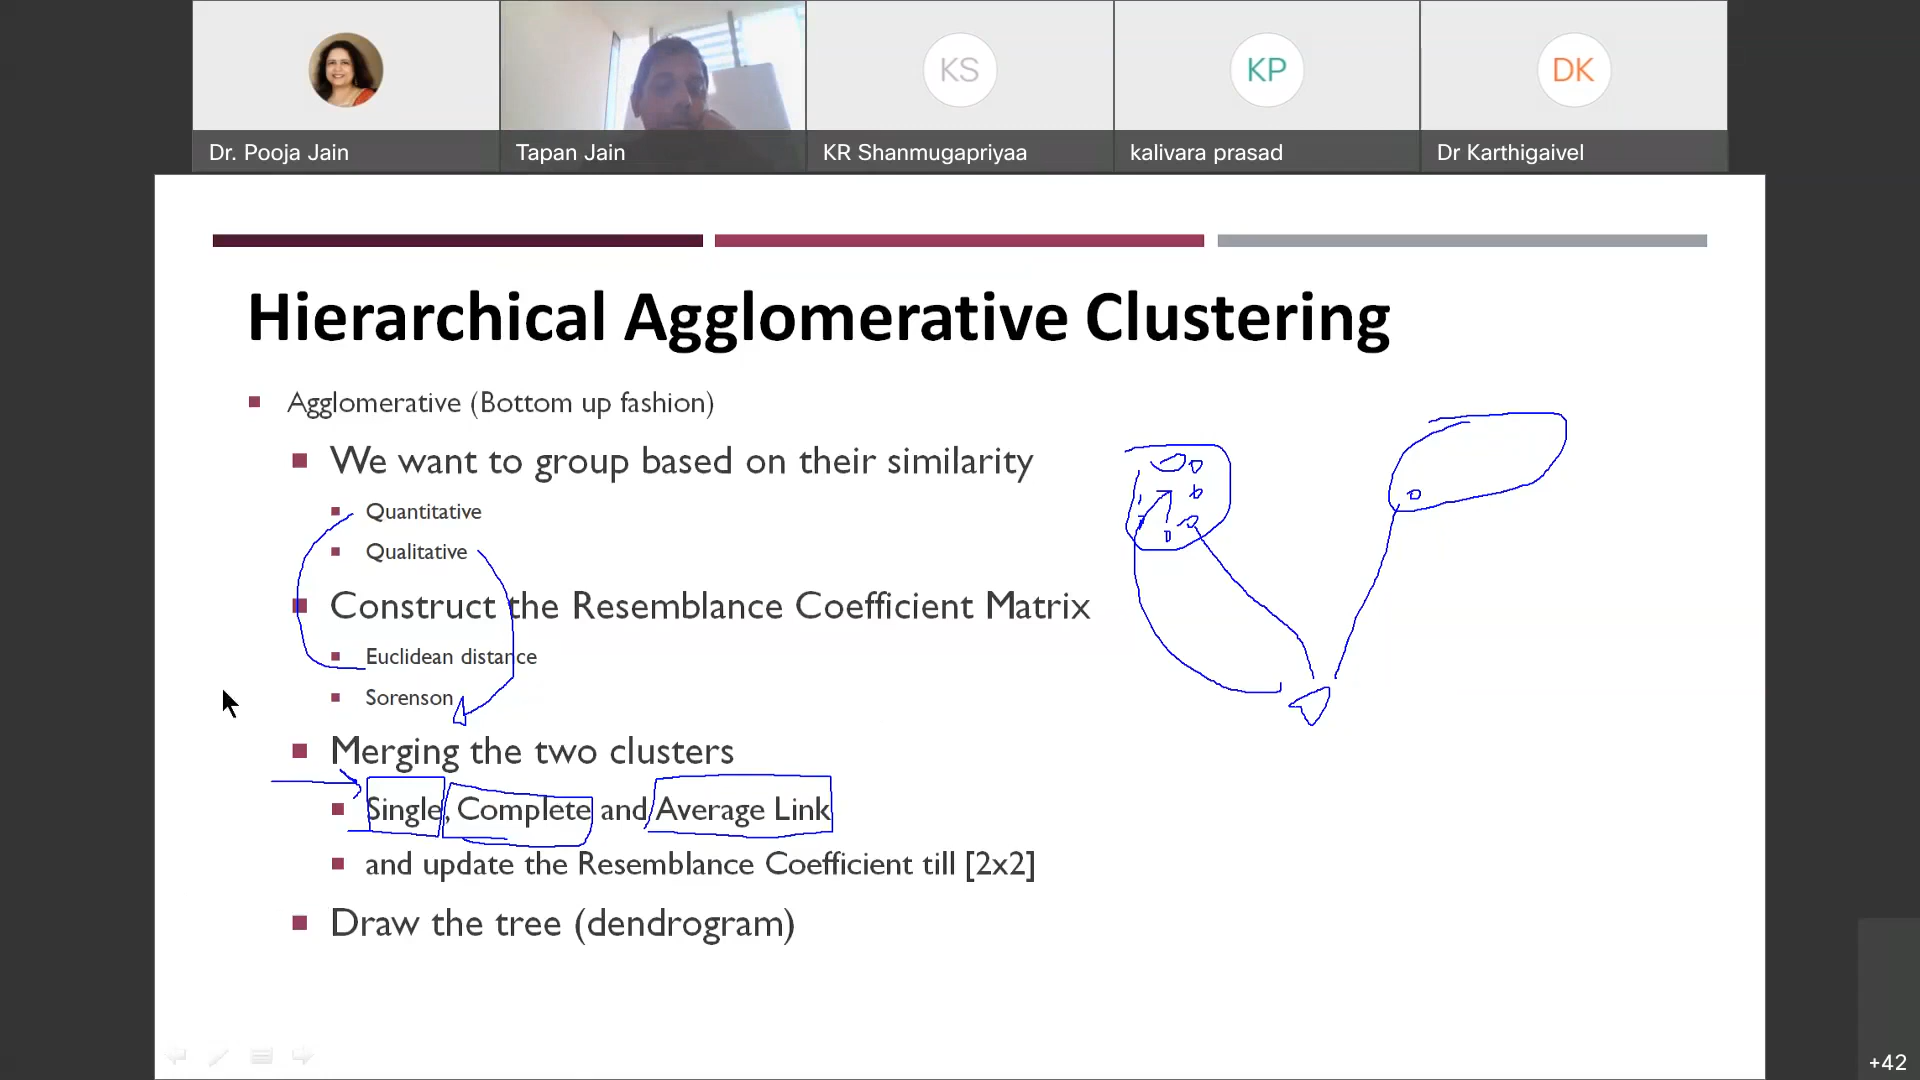 KS
KP
DK
Dr. Pooja Jain
Tapan Jain
KR Shanmugapriyaa
kalivara prasad
Dr Karthigaivel
Hierarchical Agglomerative Clustering
Agglomerative (Bottom up fashion)
We want to group based on their similarity
Quantitative
Qualitative
Construct the Resemblance Coefficient Matrix
Euclidean distance
Sorenson
Merging the two clusters
Single, Complete and Average Link
and update the Resemblance Coefficient till [2x2]
Draw the tree (dendrogram)
+42